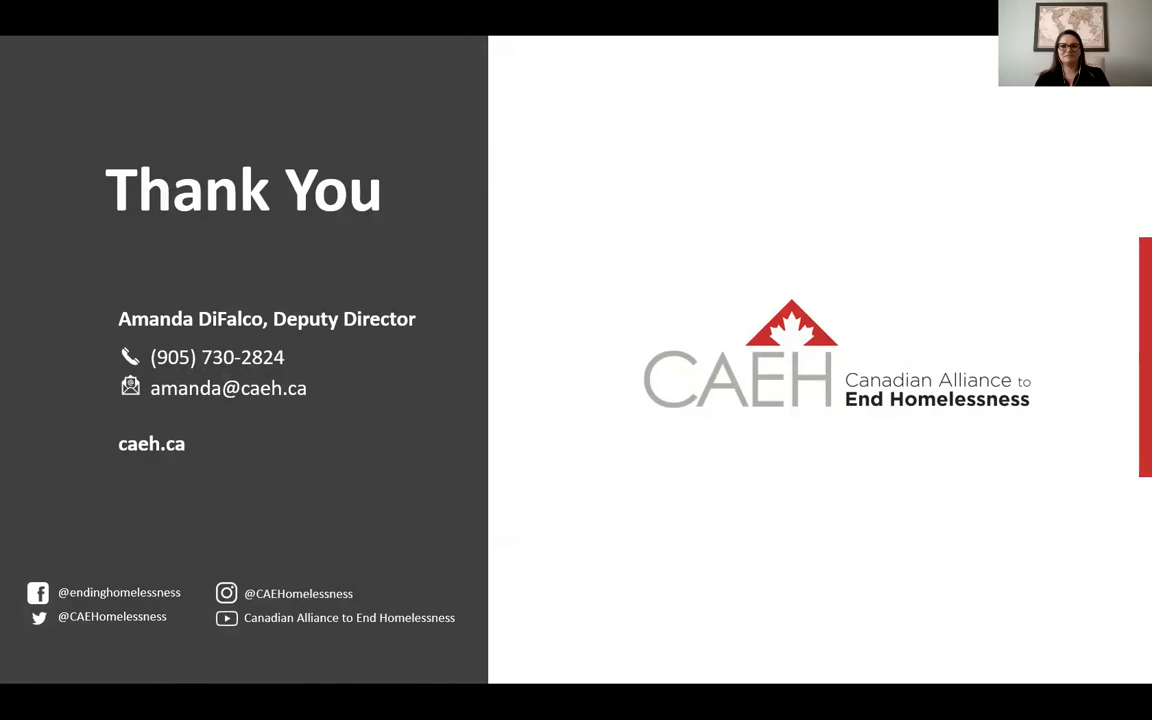 Thank You
Amanda DiFalco, Deputy Director
(905) 730-2824
amanda@caeh.ca
caeh.ca
@endinghomelessness
@CAEHomelessness
@CAEHomelessness
Canadian Alliance to End Homelessness
CAEH
Canadian Alliance to
End Homelessness